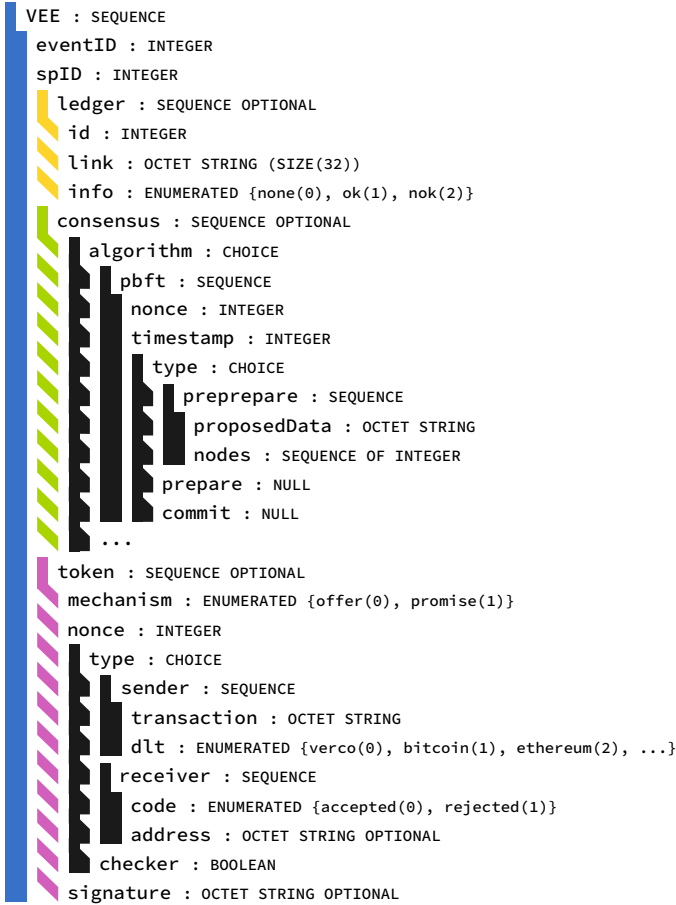 VEE : SEQUENCE
eventID : INTEGER
spID : INTEGER
ledger : SEQUENCE OPTIONAL
id : INTEGER
link : OCTET STRING (SIZE(32))
info : ENUMERATED {none(0), ok(1), nok(2)}
consensus : SEQUENCE OPTIONAL
algorithm : CHOICE
pbft : SEQUENCE
nonce : INTEGER
timestamp : INTEGER
type : CHOICE
preprepare : SEQUENCE
proposedData : OCTET STRING
nodes : SEQUENCE OF INTEGER
prepare : NULL
commit : NULL
...
token : SEQUENCE OPTIONAL
mechanism : ENUMERATED {offer(0), promise(1)}
nonce : INTEGER
type : CHOICE
sender : SEQUENCE
transaction : OCTET STRING
dlt : ENUMERATED {verco(0), bitcoin(1), ethereum(2), ...}
receiver : SEQUENCE
code : ENUMERATED {accepted(0), rejected(1)}
address : OCTET STRING OPTIONAL
checker : BOOLEAN
signature : OCTET STRING OPTIONAL